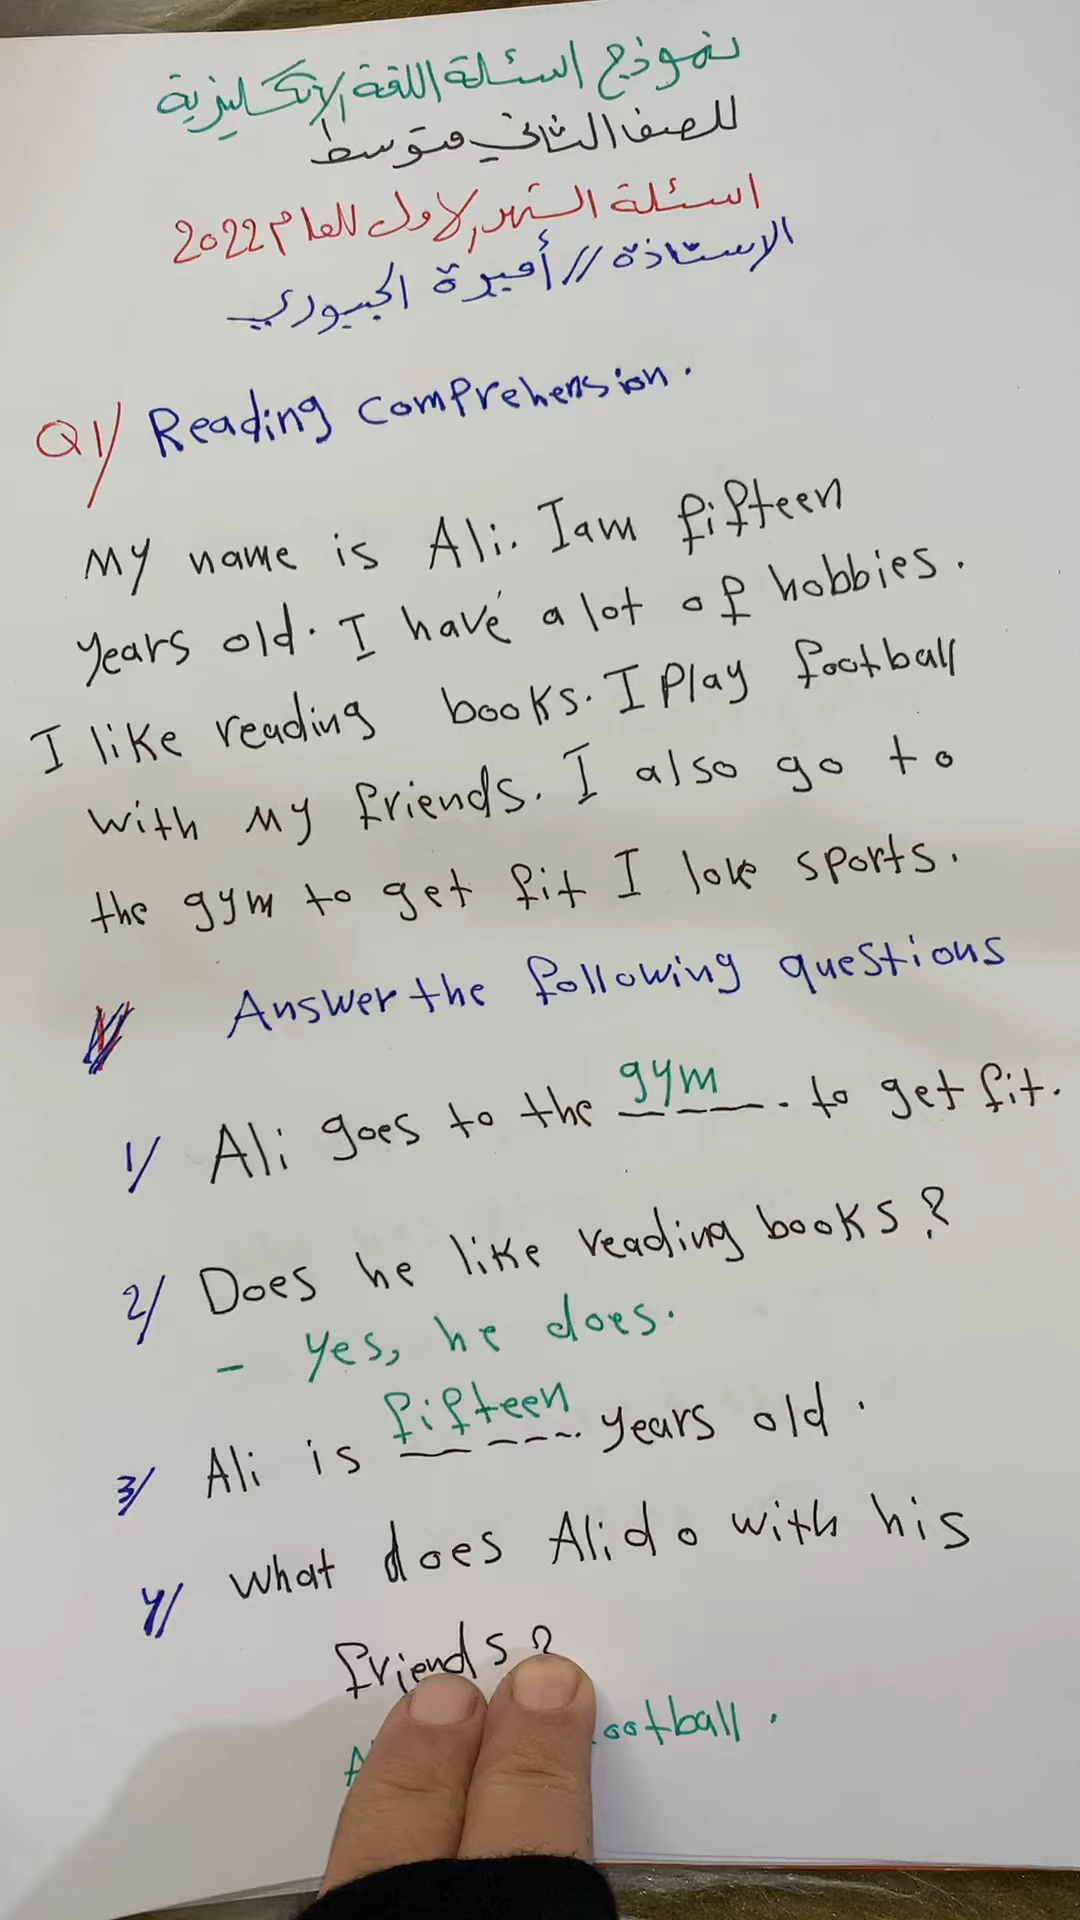 نموذج اسئلة اللغة الانكليزية
للصف الثاني متوسط
اسئلة الشهر الاول للعام 2022
الاستاذة // أميرة الجبوري
Q1/ Reading comprehension.
My name is Ali. I am fifteen
years old. I have a lot of hobbies.
I like reading books. I play football
with my friends. I also go to
the gym to get fit I love sports.
Answer the following questions
1/ Ali goes to the gym to get fit.
2/ Does he like reading books?
- Yes, he does.
3/ Ali is fifteen years old.
4/ what does Ali do with his
friends?
ootball.